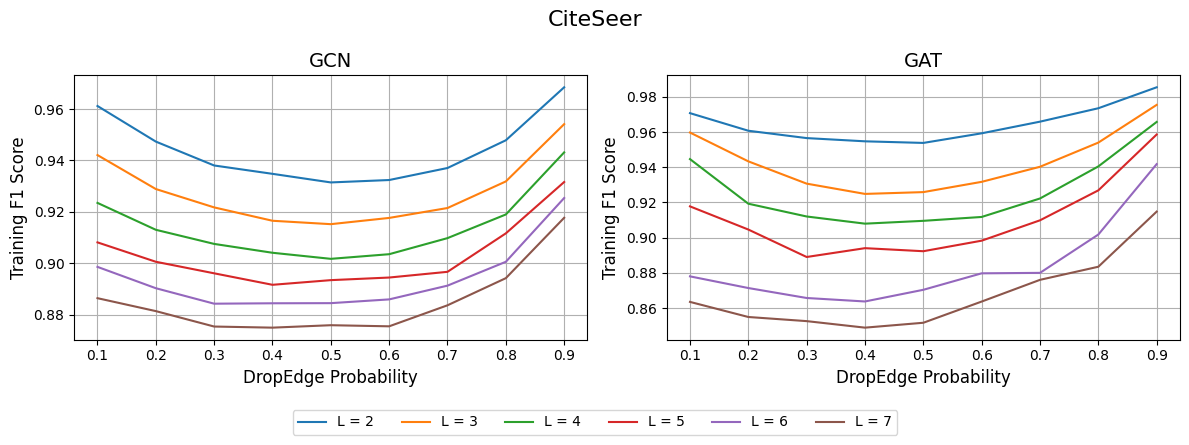 CiteSeer
GCN
Training F1 Score
0.96
0.94
0.92
0.90
0.88
0.1 0.2 0.3 0.4 0.5 0.6 0.7 0.8 0.9
DropEdge Probability
GAT
Training F1 Score
0.98
0.96
0.94
0.92
0.90
0.88
0.86
0.1 0.2 0.3 0.4 0.5 0.6 0.7 0.8 0.9
DropEdge Probability
L = 2 L = 3 L = 4 L = 5 L = 6 L = 7